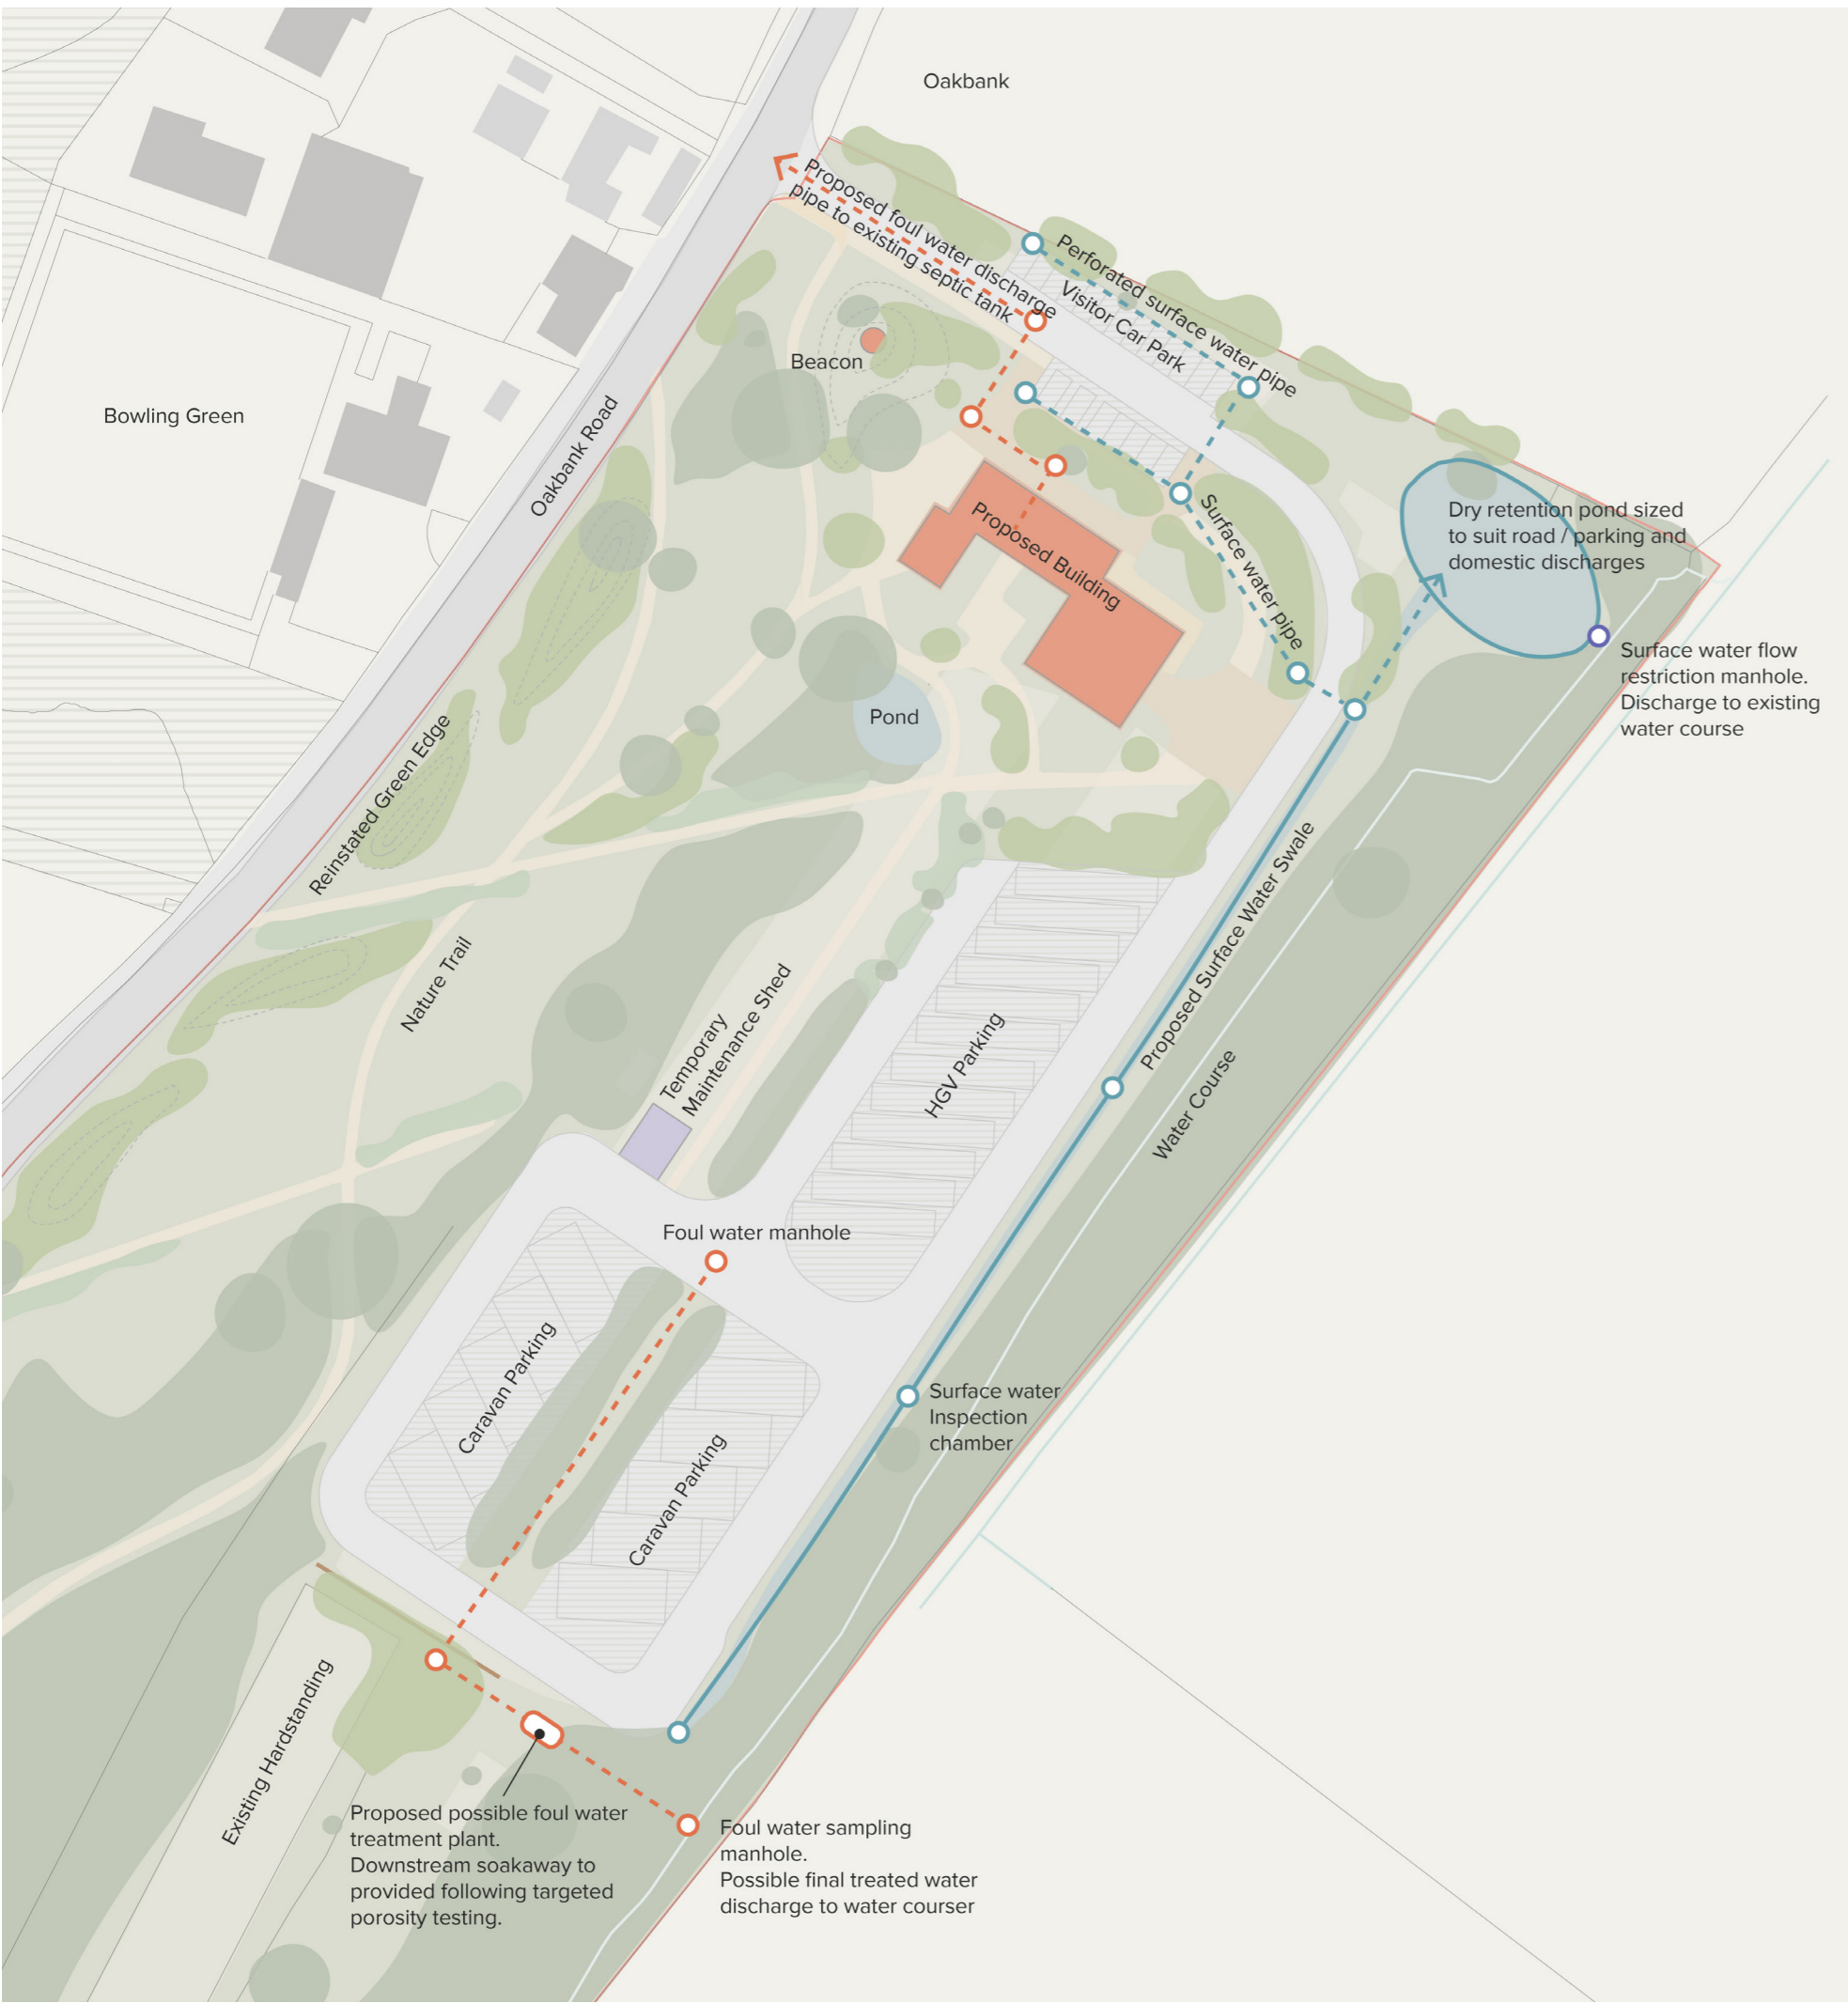 Oakbank
Proposed foul water discharge
pipe to existing septic tank
Perforated surface water pipe
Visitor Car Park
Beacon
Bowling Green
Oakbank Road
Dry retention pond sized
to suit road / parking and
domestic discharges
Proposed Building
Surface water pipe
Surface water flow
restriction manhole.
Discharge to existing
water course
Pond
Reinstated Green Edge
Nature Trail
Temporary
Maintenance Shed
HGV Parking
Proposed Surface Water Swale
Water Course
Foul water manhole
Caravan Parking
Caravan Parking
Surface water
Inspection
chamber
Existing Hardstanding
Proposed possible foul water
treatment plant.
Downstream soakaway to
provided following targeted
porosity testing.
Foul water sampling
manhole.
Possible final treated water
discharge to water courser